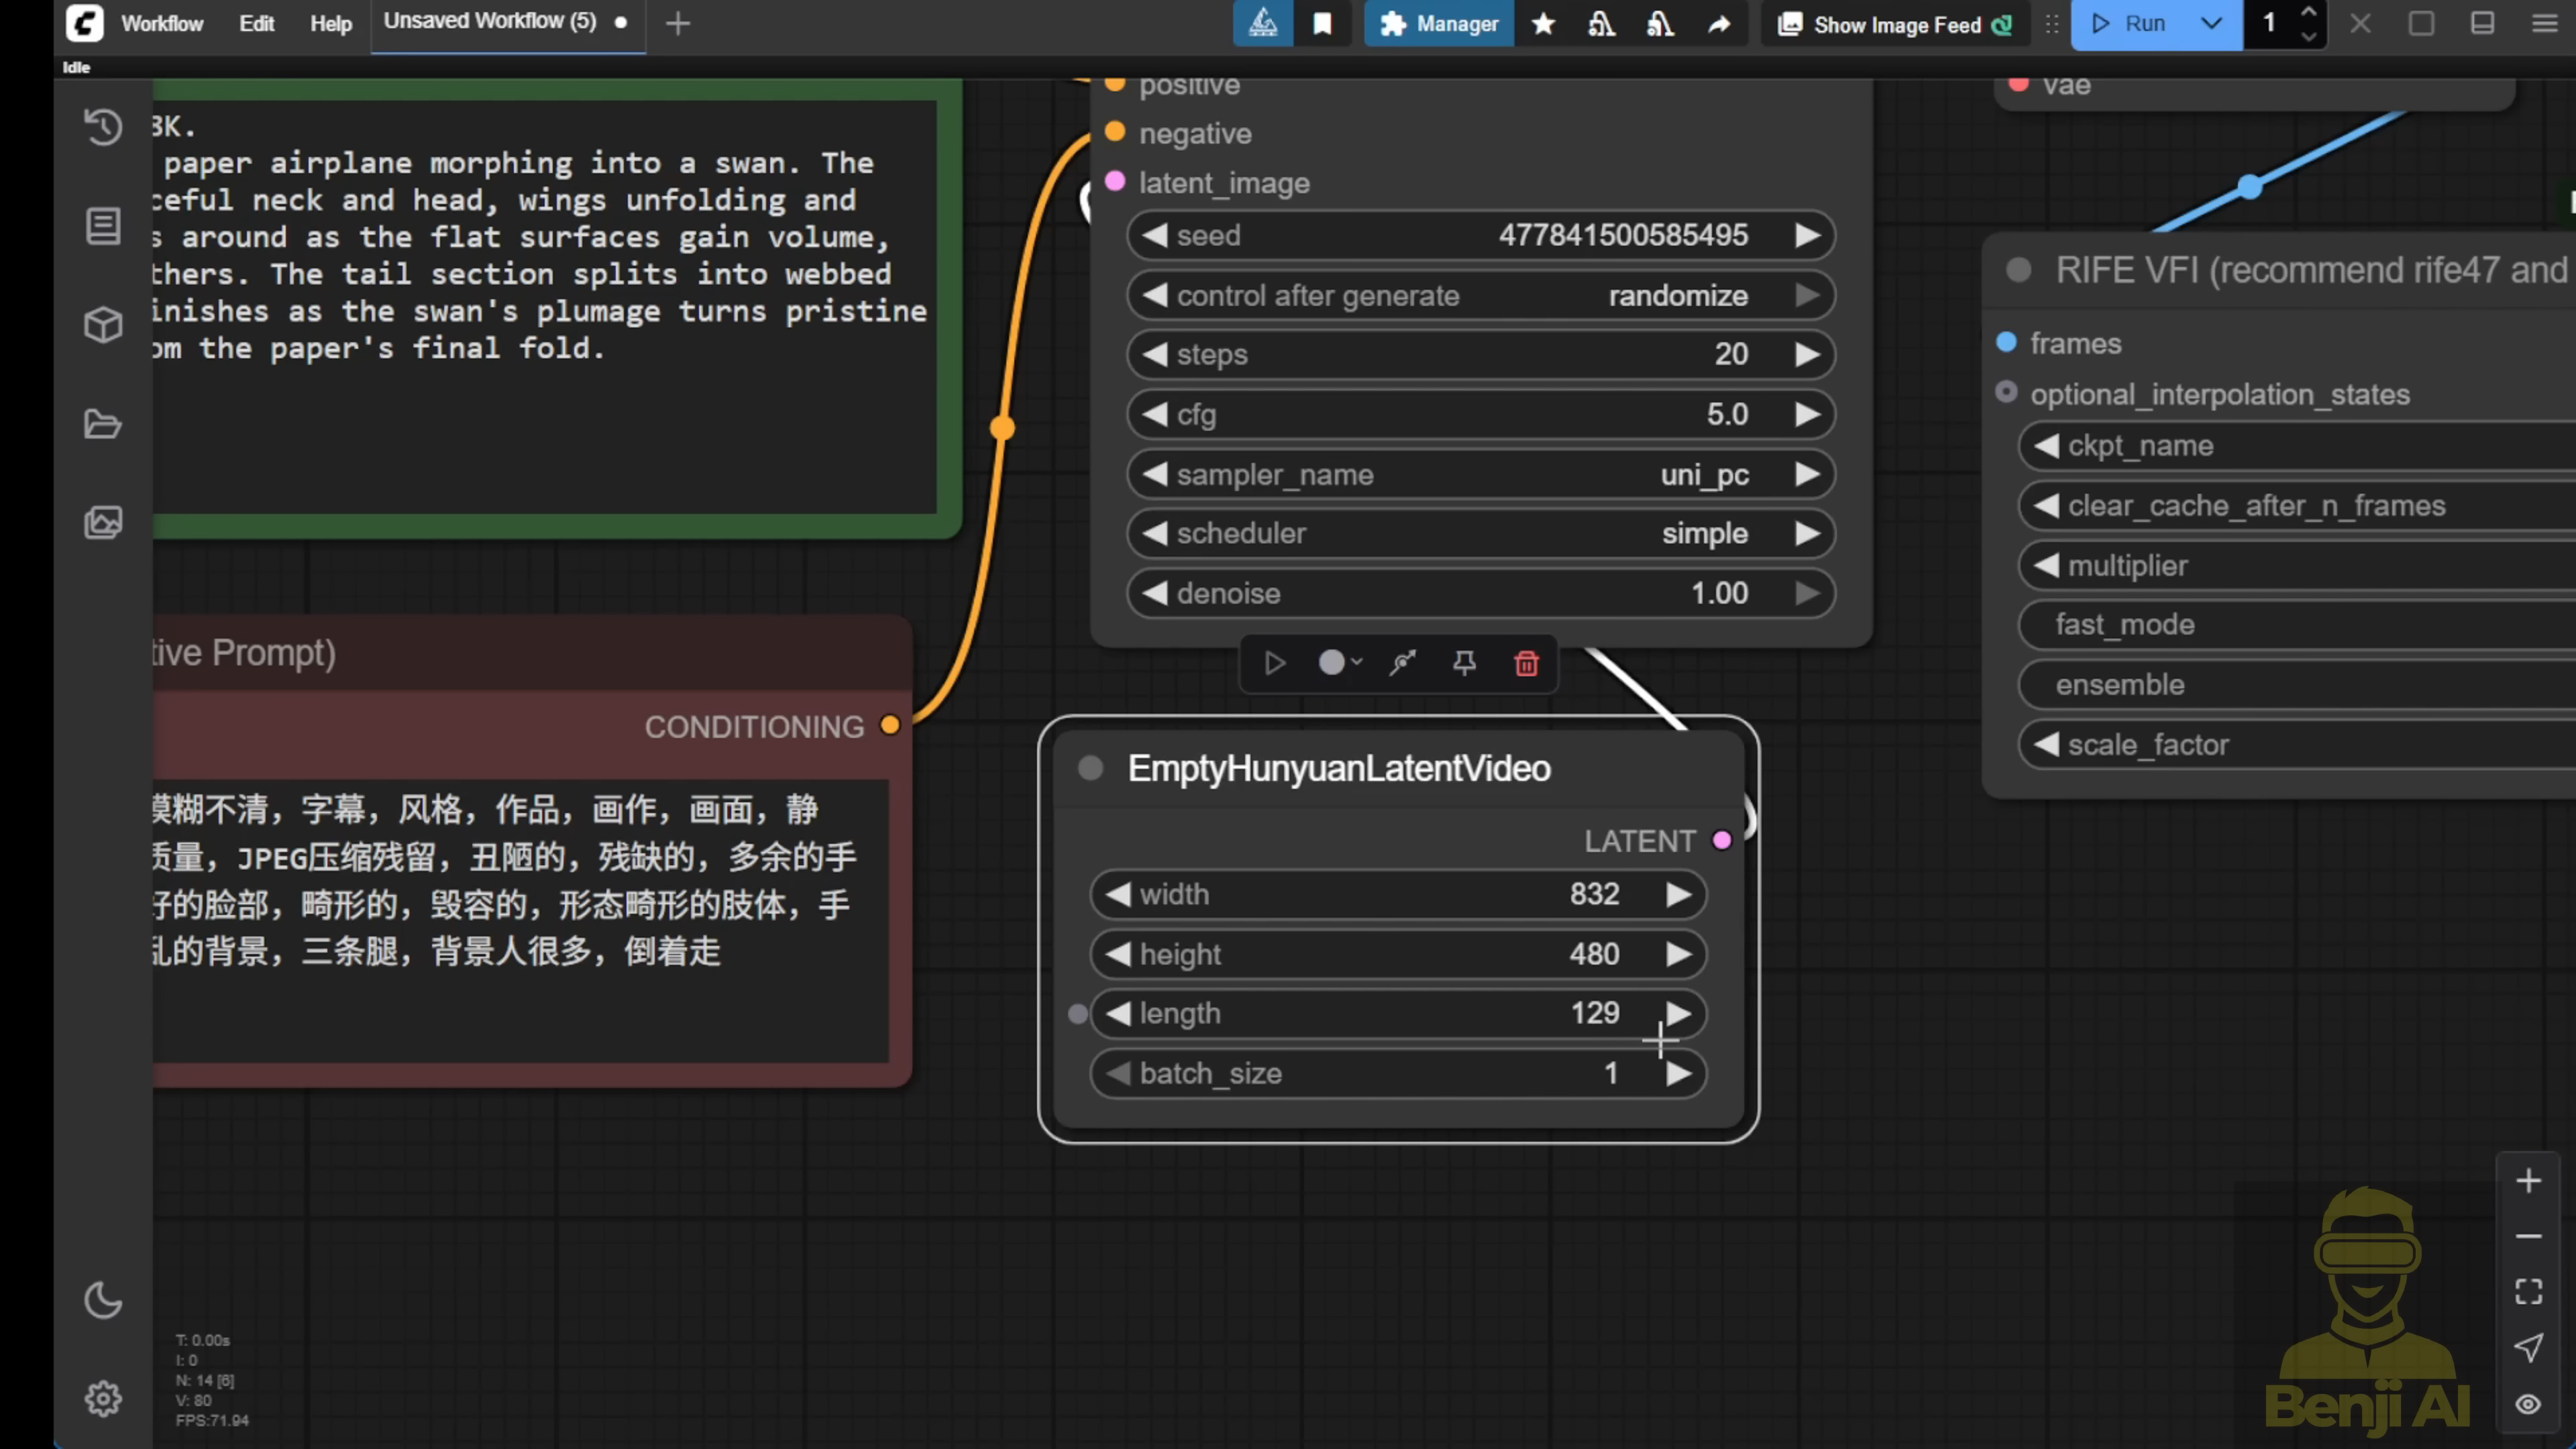 Workflow
Edit
Help
Unsaved Workflow (5)
Manager
Show Image Feed
Run
1
Idle
3K.
paper airplane morphing into a swan. The
ceful neck and head, wings unfolding and
s around as the flat surfaces gain volume,
thers. The tail section splits into webbed
inishes as the swan's plumage turns pristine
om the paper's final fold.
tive Prompt)
CONDITIONING
模糊不清，字幕，风格，作品，画作，画面，静
质量，JPEG压缩残留，丑陋的，残缺的，多余的手
好的脸部，畸形的，毁容的，形态畸形的肢体，手
乱的背景，三条腿，背景人很多，倒着走
positive
negative
latent_image
seed 477841500585495
control after generate randomize
steps 20
cfg 5.0
sampler_name uni_pc
scheduler simple
denoise 1.00
EmptyHunyuanLatentVideo
LATENT
width 832
height 480
length 129
batch_size 1
vae
RIFE VFI (recommend rife47 and
frames
optional_interpolation_states
ckpt_name
clear_cache_after_n_frames
multiplier
fast_mode
ensemble
scale_factor
T: 0.00s
I: 0
N: 14 [6]
V: 80
FPS:71.94
Benji AI